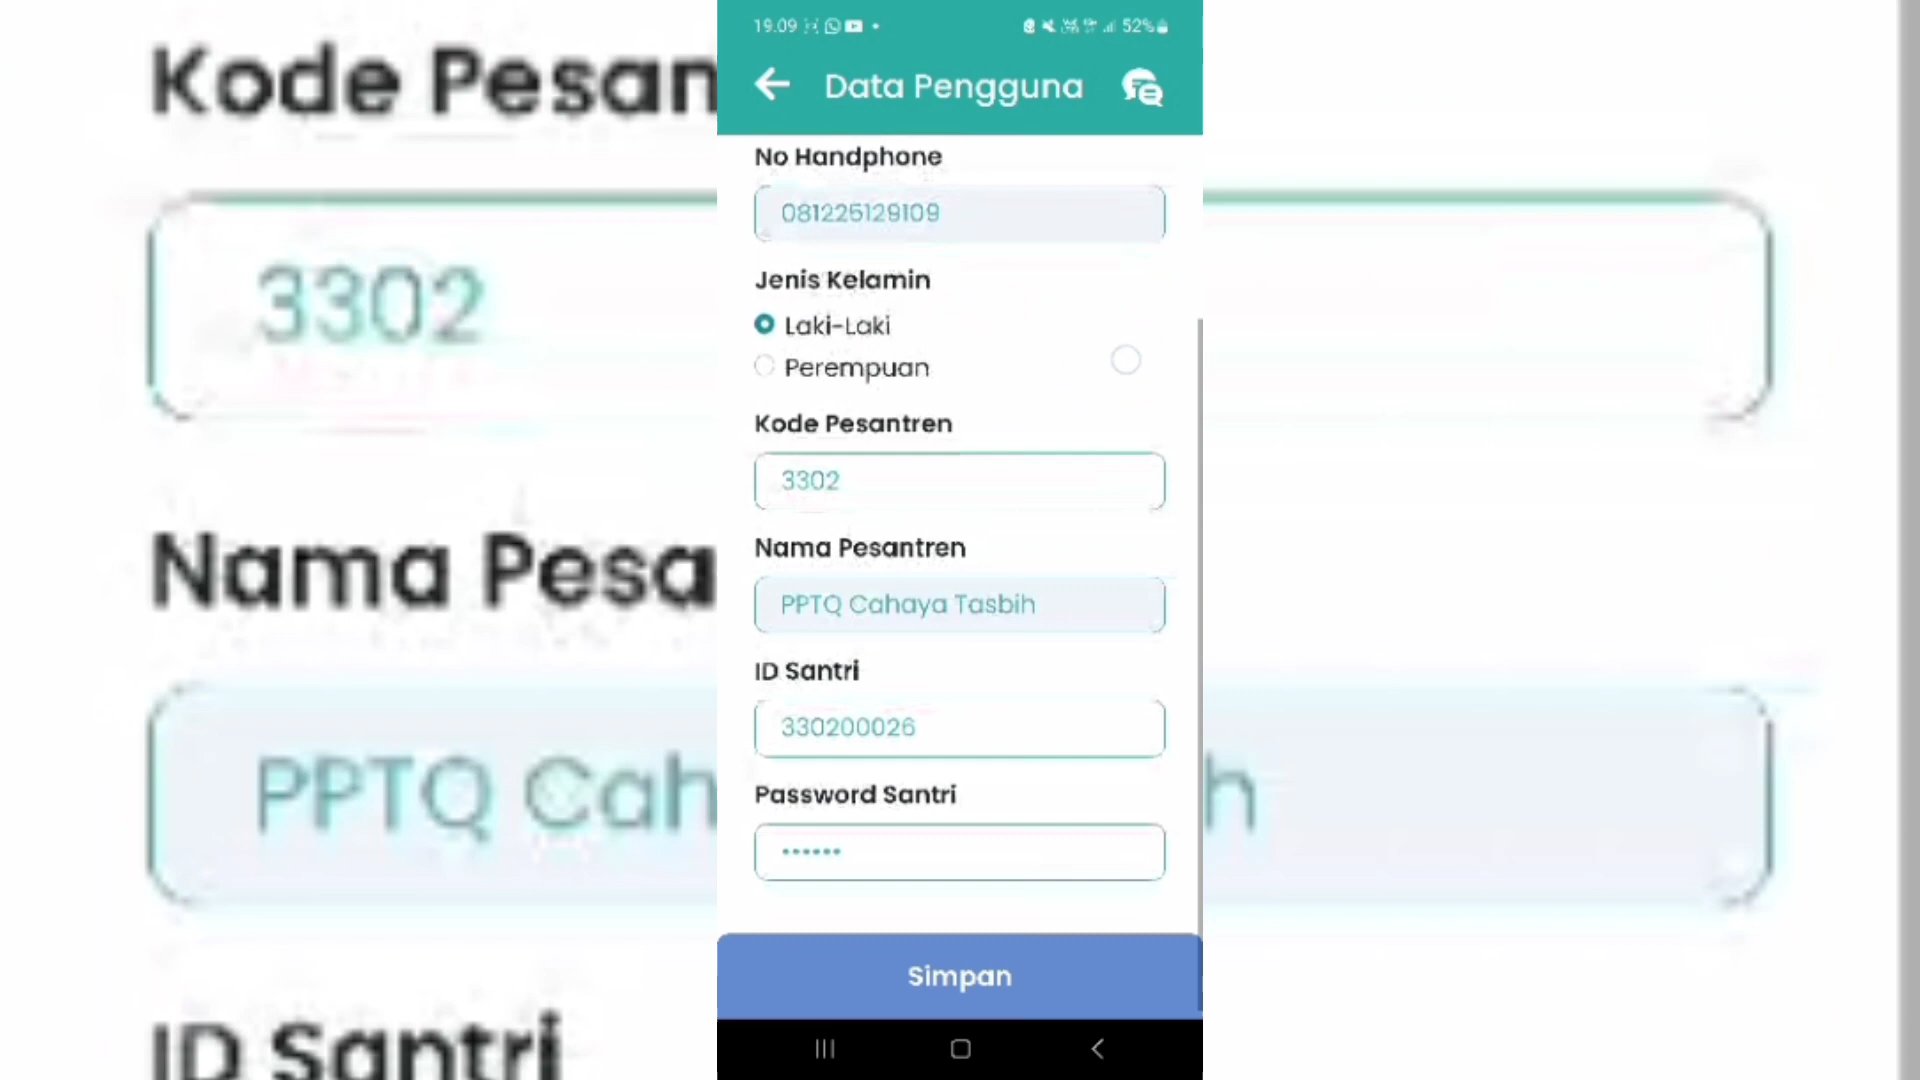 19.09
52%
Data Pengguna
No Handphone
081225129109
Jenis Kelamin
Laki-Laki
Perempuan
Kode Pesantren
3302
Nama Pesantren
PPTQ Cahaya Tasbih
ID Santri
330200026
Password Santri
••••••
Simpan
Kode Pesan
3302
Nama Pesa
PPTQ Cah
h
ID Santri